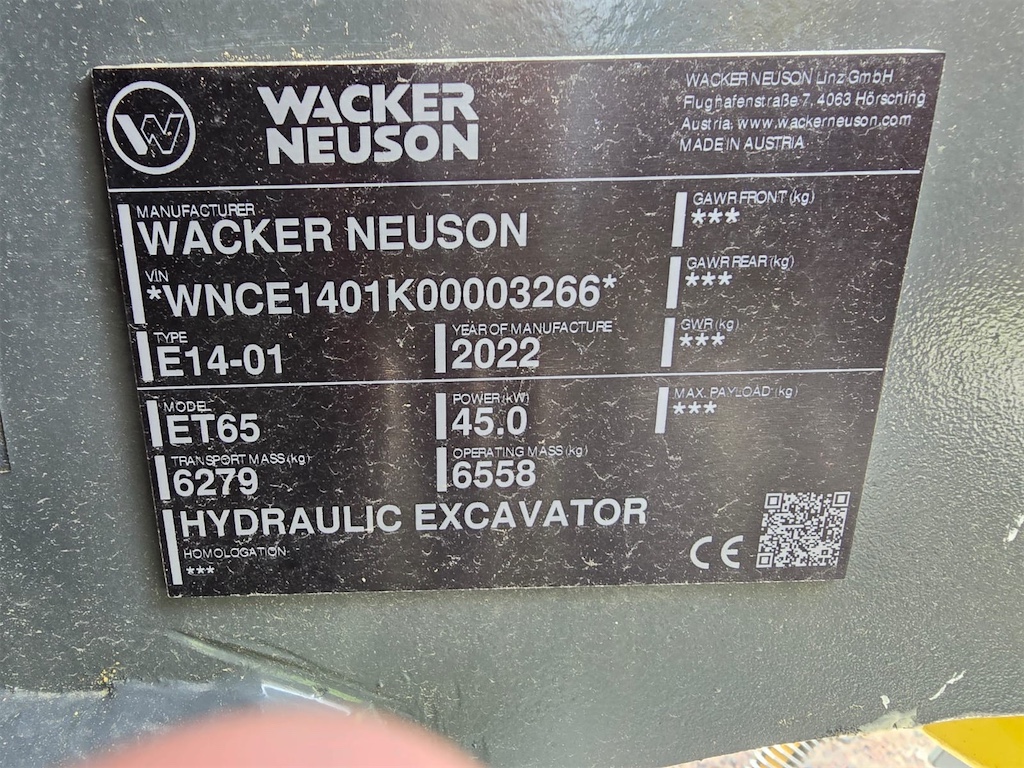 W
WACKER
NEUSON
WACKER NEUSON Linz GmbH
Flughafenstraße 7, 4063 Hörsching
Austria, www.wackerneuson.com
MADE IN AUSTRIA
MANUFACTURER
WACKER NEUSON
GAWR FRONT (kg)
***
VIN
*WNCE1401K00003266*
GAWR REAR (kg)
***
TYPE
E14-01
YEAR OF MANUFACTURE
2022
GWR (kg)
***
MODEL
ET65
POWER (kW)
45.0
MAX. PAYLOAD (kg)
***
TRANSPORT MASS (kg)
6279
OPERATING MASS (kg)
6558
HYDRAULIC EXCAVATOR
HOMOLOGATION
***
CE